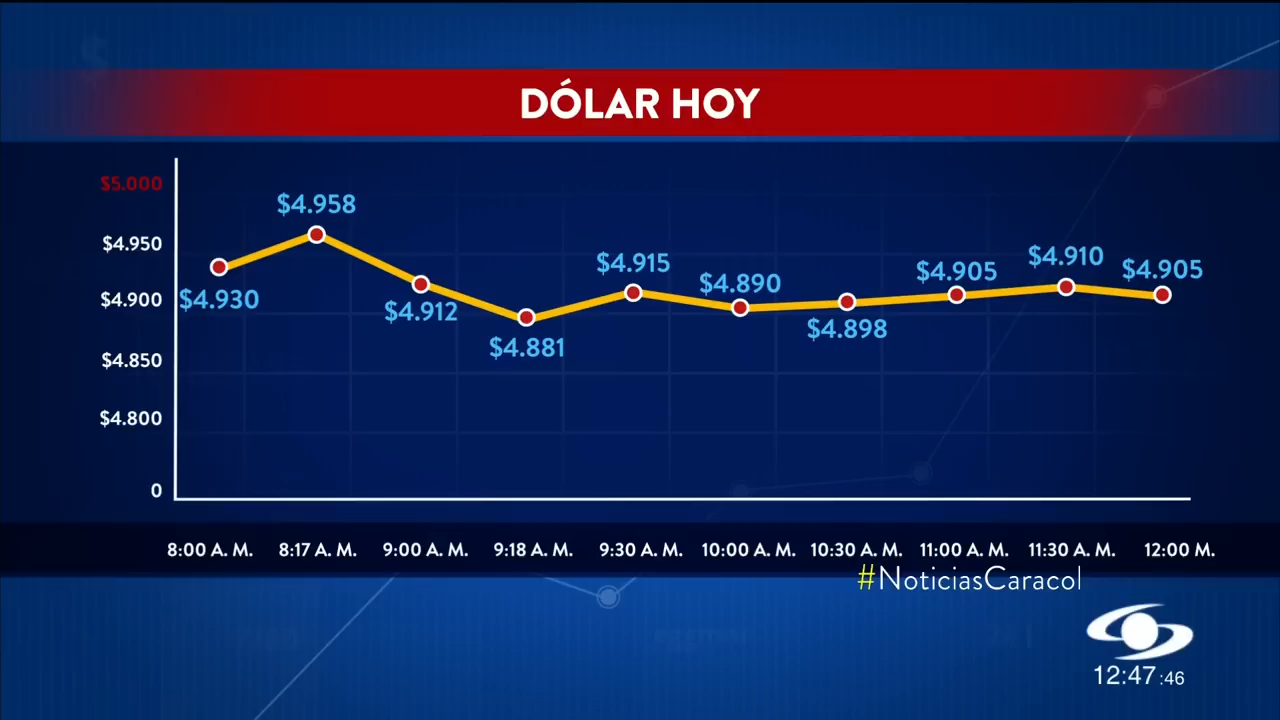 DÓLAR HOY
$5.000
$4.950
$4.900
$4.850
$4.800
0
$4.930
$4.958
$4.912
$4.881
$4.915
$4.890
$4.898
$4.905
$4.910
$4.905
8:00 A. M.
8:17 A. M.
9:00 A. M.
9:18 A. M.
9:30 A. M.
10:00 A. M.
10:30 A. M.
11:00 A. M.
11:30 A. M.
12:00 M.
#NoticiasCaracol
12:47:46